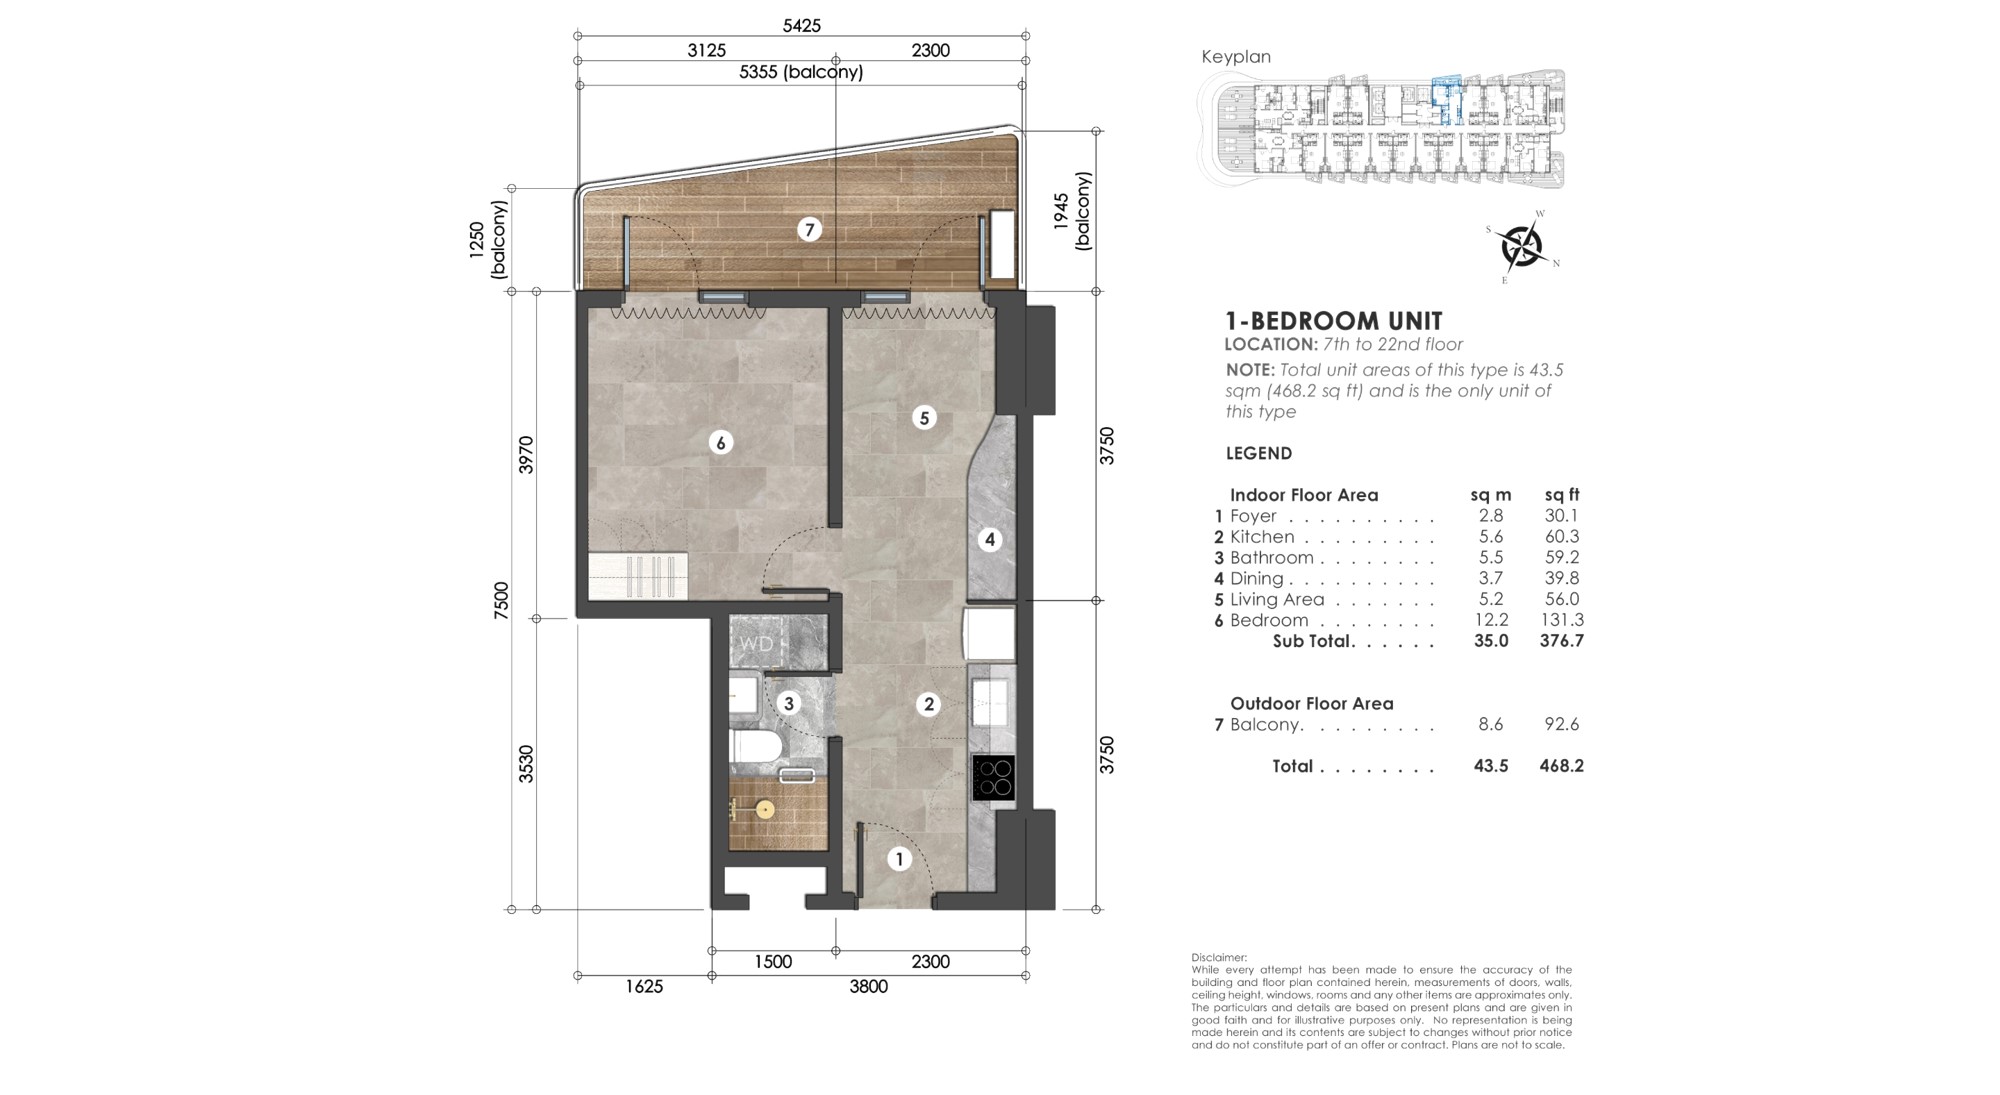 5425
3125
2300
5355 (balcony)
1250
(balcony)
1945
(balcony)
7
6
5
4
3
2
1
WD
3970
7500
3530
3750
3750
1500
2300
1625
3800
Keyplan
W
S
N
E
1-BEDROOM UNIT
LOCATION: 7th to 22nd floor
NOTE: Total unit areas of this type is 43.5
sqm (468.2 sq ft) and is the only unit of
this type
LEGEND
Indoor Floor Area sq m sq ft
1 Foyer . . . . . . . . . . 2.8 30.1
2 Kitchen . . . . . . . . . 5.6 60.3
3 Bathroom . . . . . . . . 5.5 59.2
4 Dining . . . . . . . . . . 3.7 39.8
5 Living Area . . . . . . . 5.2 56.0
6 Bedroom . . . . . . . . 12.2 131.3
Sub Total. . . . . . 35.0 376.7
Outdoor Floor Area
7 Balcony. . . . . . . . . 8.6 92.6
Total . . . . . . . . 43.5 468.2
Disclaimer:
While every attempt has been made to ensure the accuracy of the
building and floor plan contained herein, measurements of doors, walls,
ceiling height, windows, rooms and any other items are approximates only.
The particulars and details are based on present plans and are given in
good faith and for illustrative purposes only. No representation is being
made herein and its contents are subject to changes without prior notice
and do not constitute part of an offer or contract. Plans are not to scale.